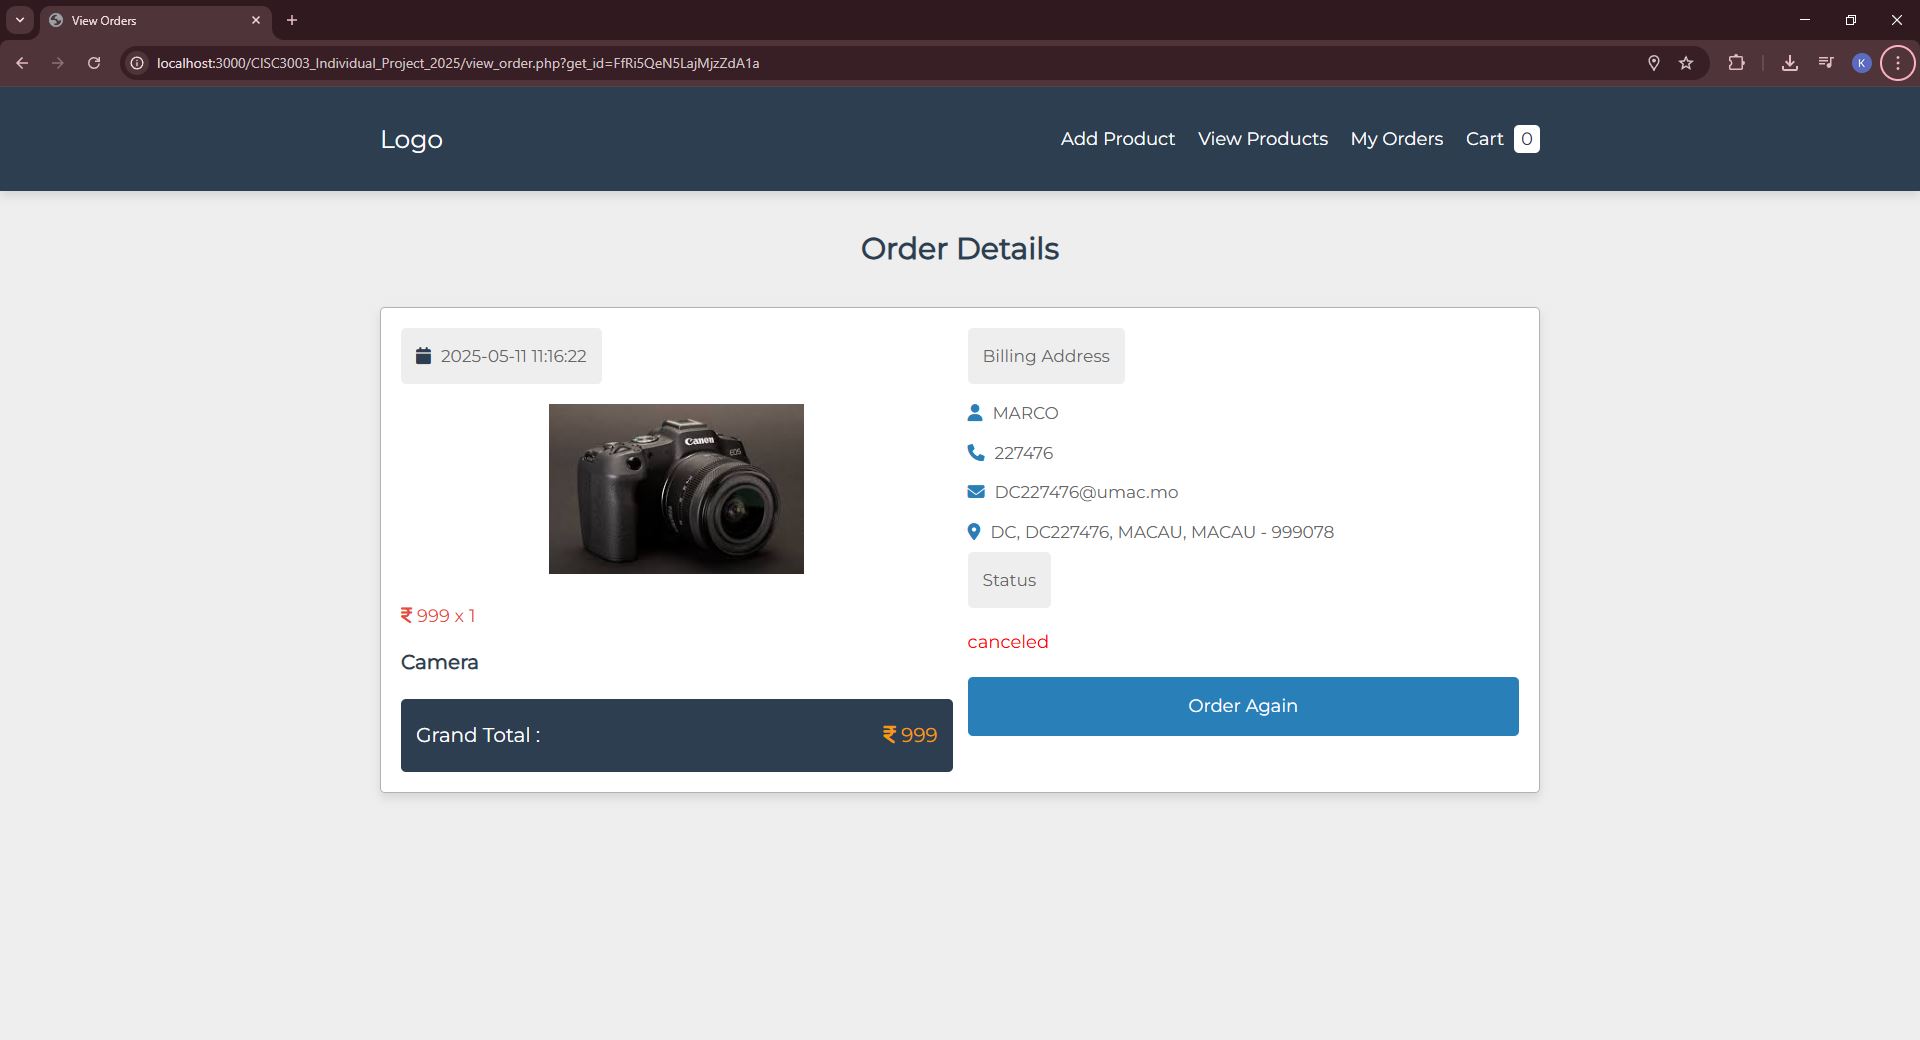 View Orders
localhost:3000/CISC3003_Individual_Project_2025/view_order.php?get_id=FfRi5QeN5LajMjzZdA1a
K
Logo
Add Product View Products My Orders Cart 0
Order Details
2025-05-11 11:16:22
Canon
EOS
₹ 999 x 1
Camera
Grand Total : ₹ 999
Billing Address
MARCO
227476
DC227476@umac.mo
DC, DC227476, MACAU, MACAU - 999078
Status
canceled
Order Again